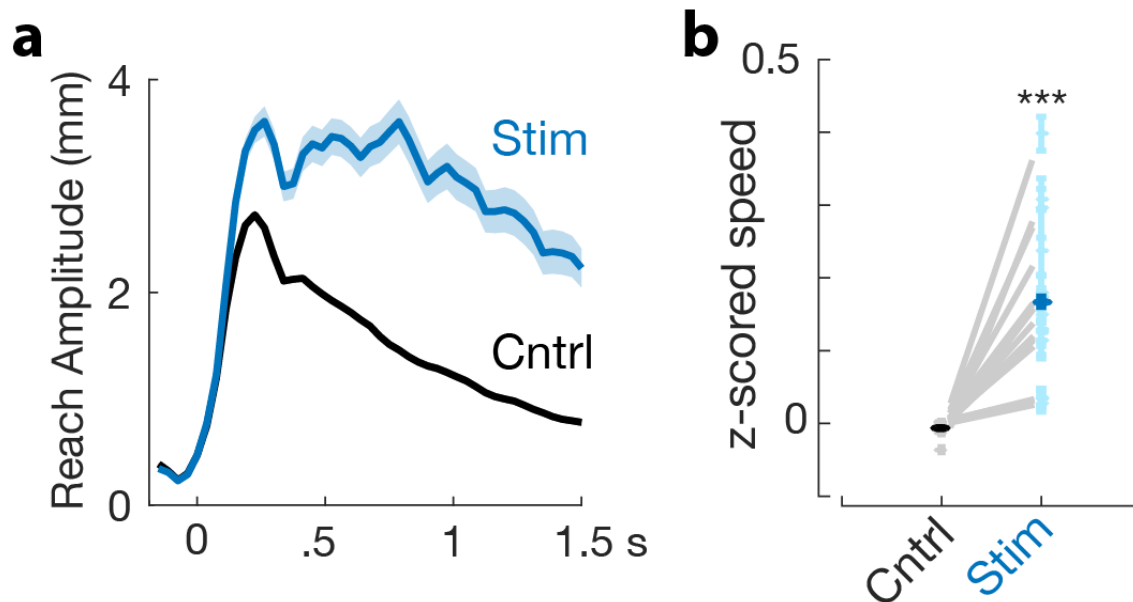 a
Reach Amplitude (mm)
4
2
0
Stim
Cntrl
0 .5 1 1.5 s
b
z-scored speed
0.5
0
***
Cntrl
Stim